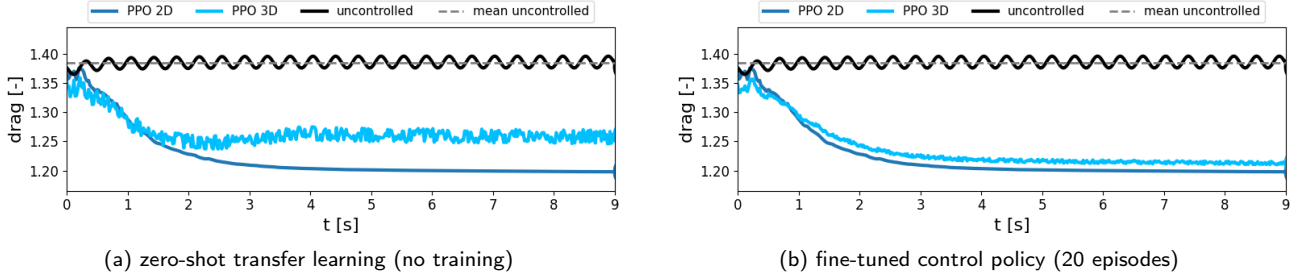 PPO 2D PPO 3D uncontrolled mean uncontrolled
1.40
1.35
1.30
1.25
1.20
drag [-]
0 1 2 3 4 5 6 7 8 9
t [s]
(a) zero-shot transfer learning (no training)
PPO 2D PPO 3D uncontrolled mean uncontrolled
1.40
1.35
1.30
1.25
1.20
drag [-]
0 1 2 3 4 5 6 7 8 9
t [s]
(b) fine-tuned control policy (20 episodes)